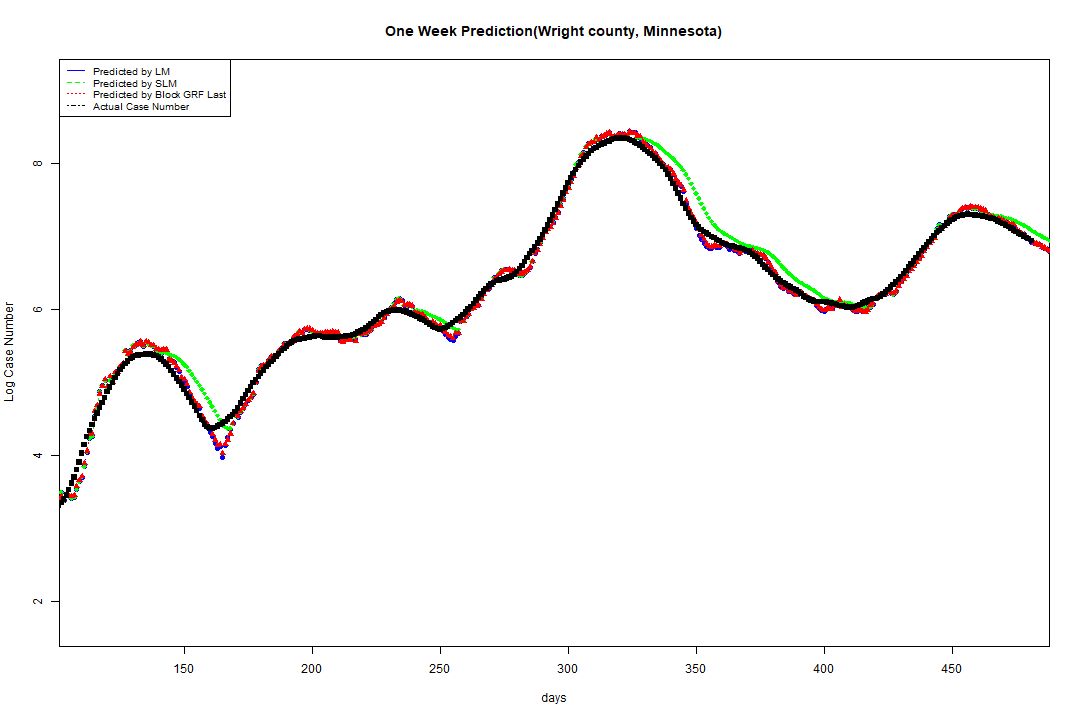 One Week Prediction(Wright county, Minnesota)
Predicted by LM
Predicted by SLM
Predicted by Block GRF Last
Actual Case Number
8
6
4
2
Log Case Number
150 200 250 300 350 400 450
days